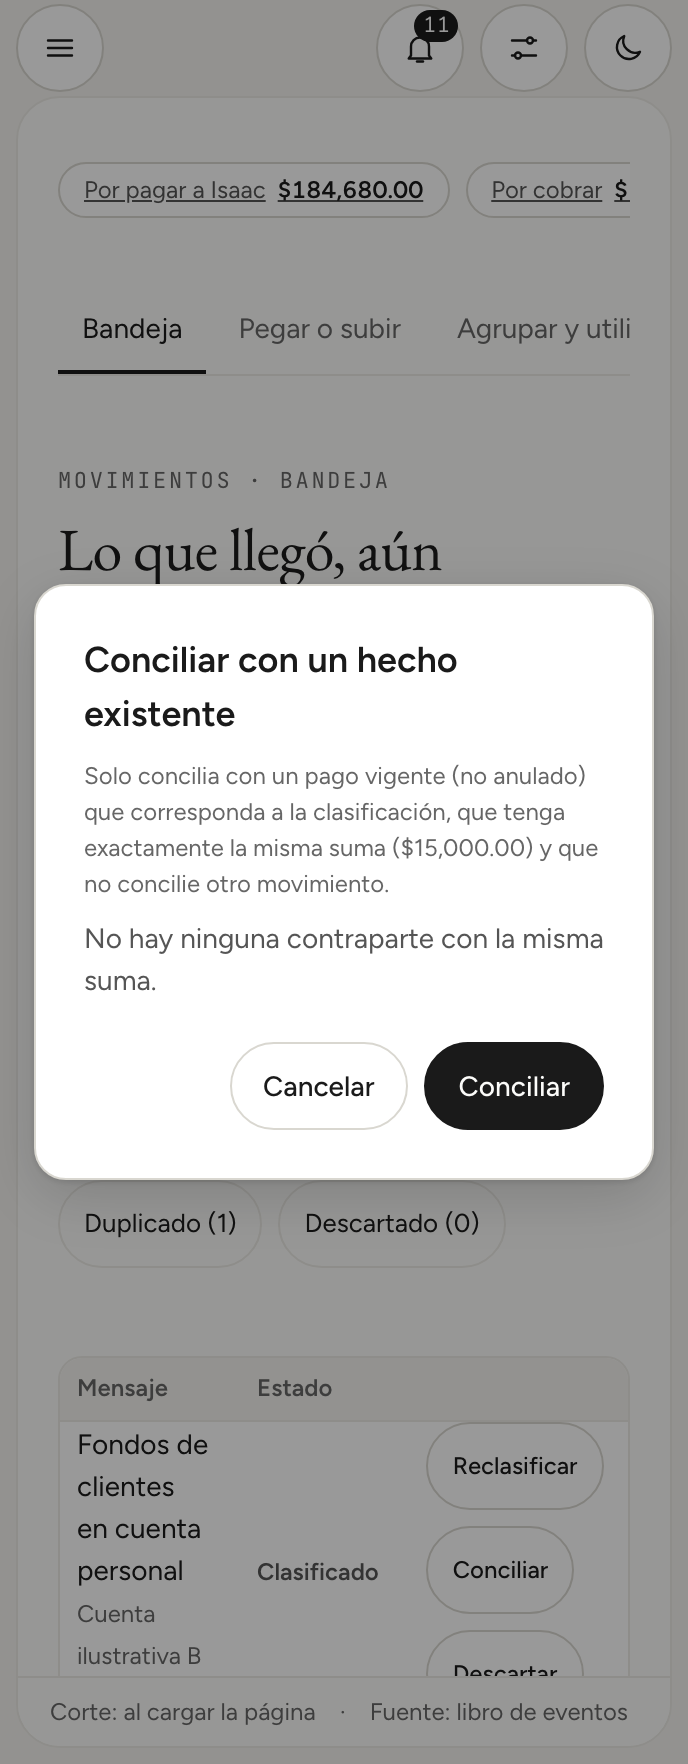 11
Por pagar a Isaac $184,680.00 Por cobrar $
Bandeja Pegar o subir Agrupar y utili
MOVIMIENTOS · BANDEJA
Lo que llegó, aún
Conciliar con un hecho
existente
Solo concilia con un pago vigente (no anulado)
que corresponda a la clasificación, que tenga
exactamente la misma suma ($15,000.00) y que
no concilie otro movimiento.
No hay ninguna contraparte con la misma
suma.
Cancelar Conciliar
Duplicado (1) Descartado (0)
Mensaje Estado
Fondos de
clientes
en cuenta
personal
Cuenta
ilustrativa B
Clasificado
Reclasificar
Conciliar
Descartar
Corte: al cargar la página · Fuente: libro de eventos